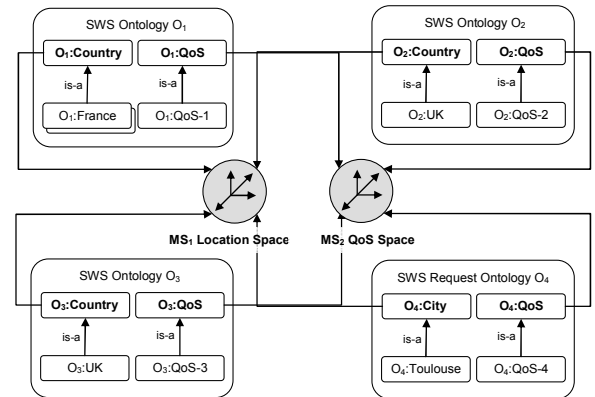 SWS Ontology O1
O1:Country
O1:QoS
is-a
is-a
O1:France
O1:QoS-1
SWS Ontology O2
O2:Country
O2:QoS
is-a
is-a
O2:UK
O2:QoS-2
MS1 Location Space
MS2 QoS Space
SWS Ontology O3
O3:Country
O3:QoS
is-a
is-a
O3:UK
O3:QoS-3
SWS Request Ontology O4
O4:City
O4:QoS
is-a
is-a
O4:Toulouse
O4:QoS-4